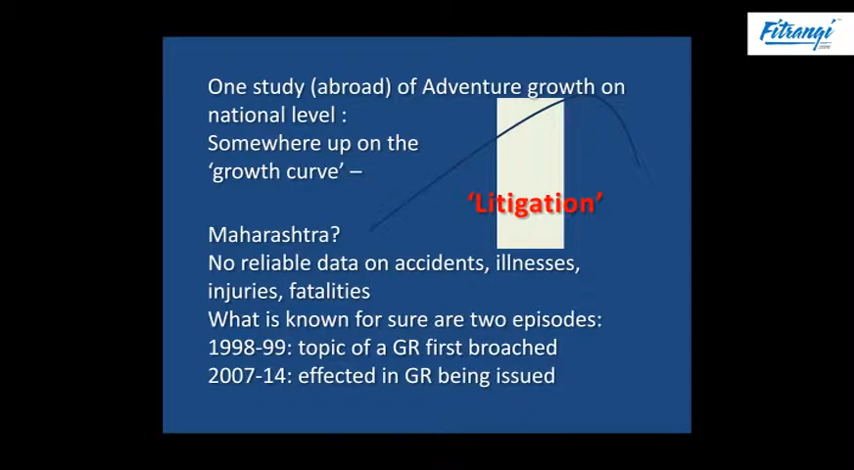 Fitrangi
.com
One study (abroad) of Adventure growth on
national level :
Somewhere up on the
‘growth curve’ –
‘Litigation’
Maharashtra?
No reliable data on accidents, illnesses,
injuries, fatalities
What is known for sure are two episodes:
1998-99: topic of a GR first broached
2007-14: effected in GR being issued